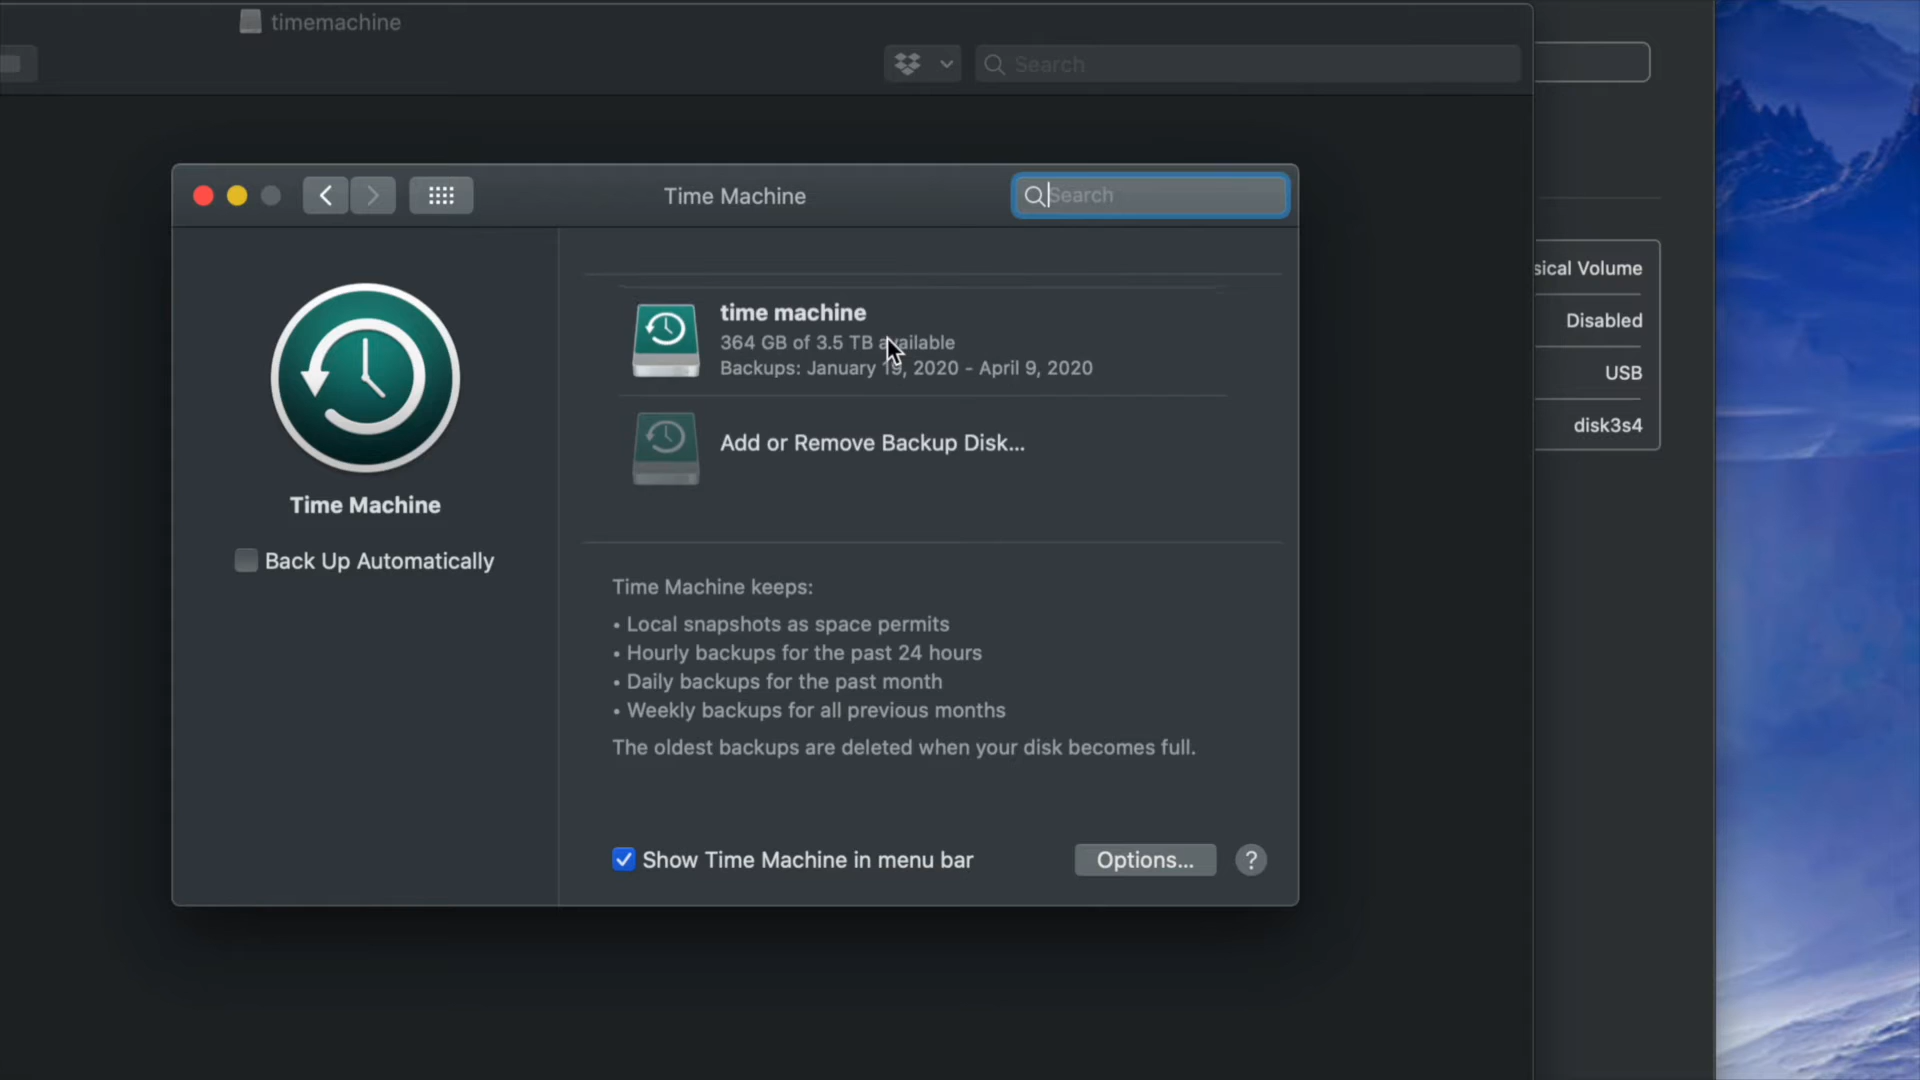 timemachine
Search
Time Machine
Search
sical Volume
Disabled
USB
disk3s4
time machine
364 GB of 3.5 TB available
Backups: January 19, 2020 - April 9, 2020
Add or Remove Backup Disk...
Time Machine
Back Up Automatically
Time Machine keeps:
• Local snapshots as space permits
• Hourly backups for the past 24 hours
• Daily backups for the past month
• Weekly backups for all previous months
The oldest backups are deleted when your disk becomes full.
Show Time Machine in menu bar
Options...
?